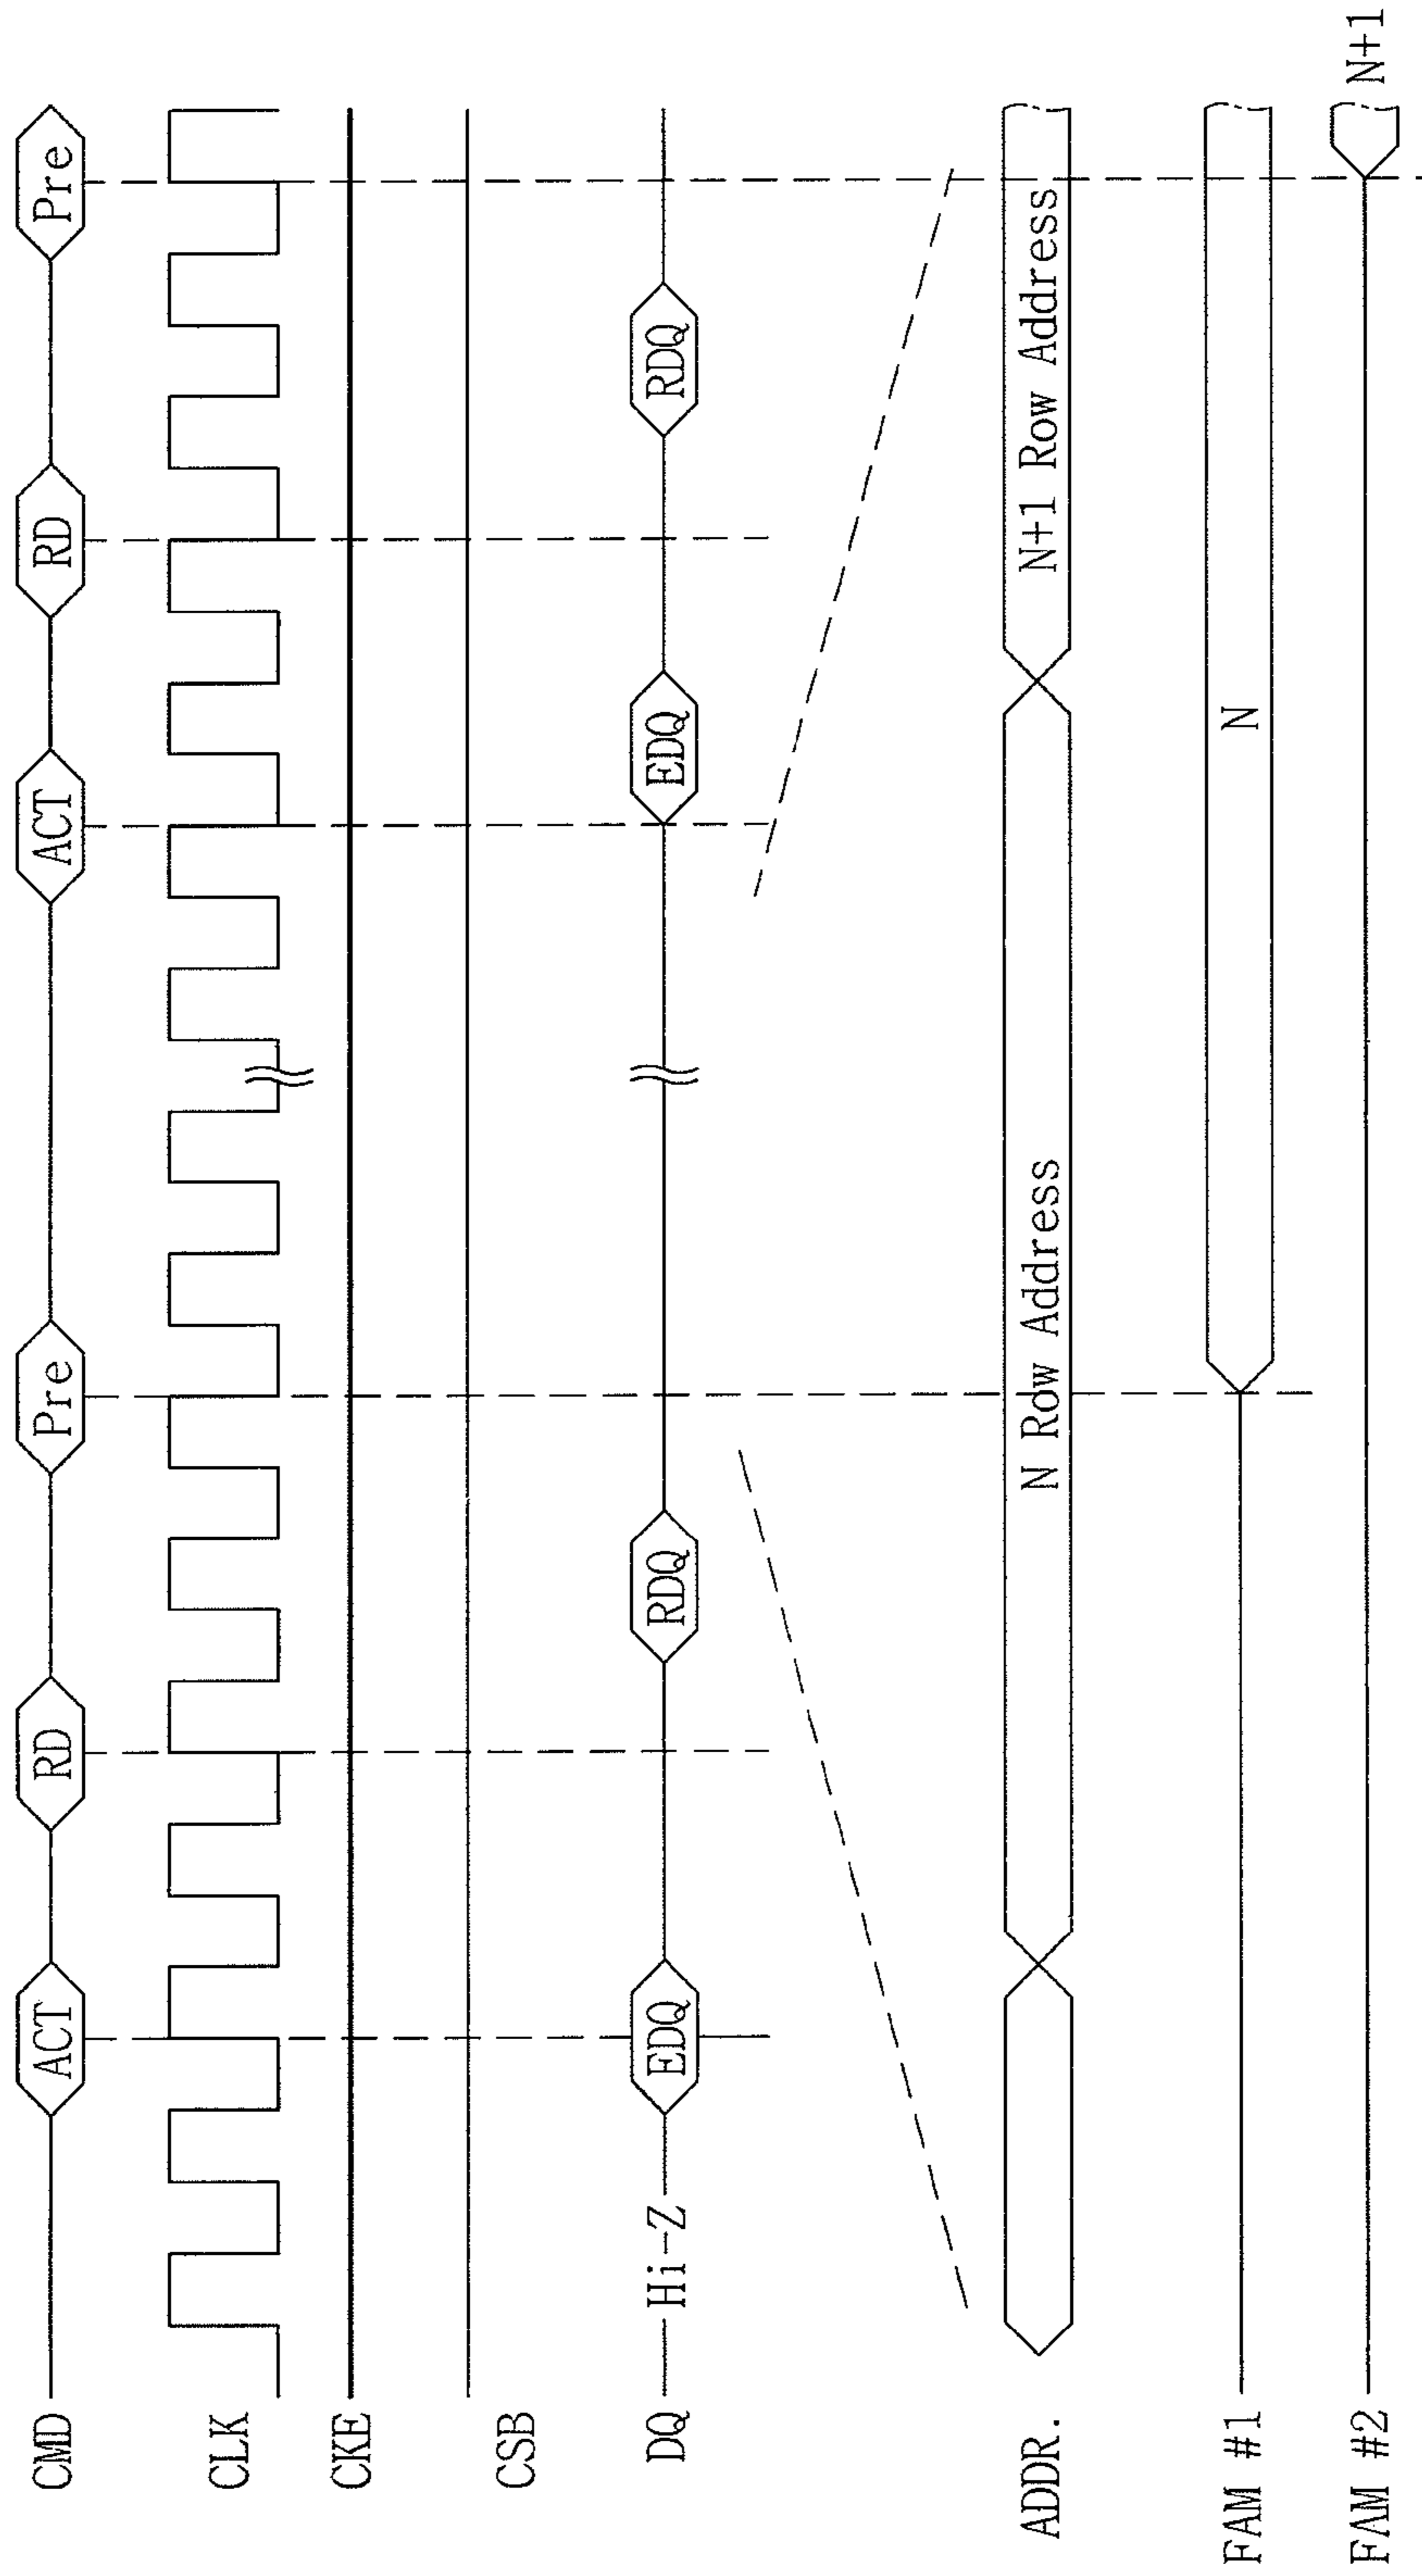 CMD ACT RD Pre ACT RD Pre
CLK
CKE
CSB
DQ Hi-Z EDQ RDQ EDQ RDQ
ADDR. N Row Address N+1 Row Address
FAM #1 N
FAM #2 N+1